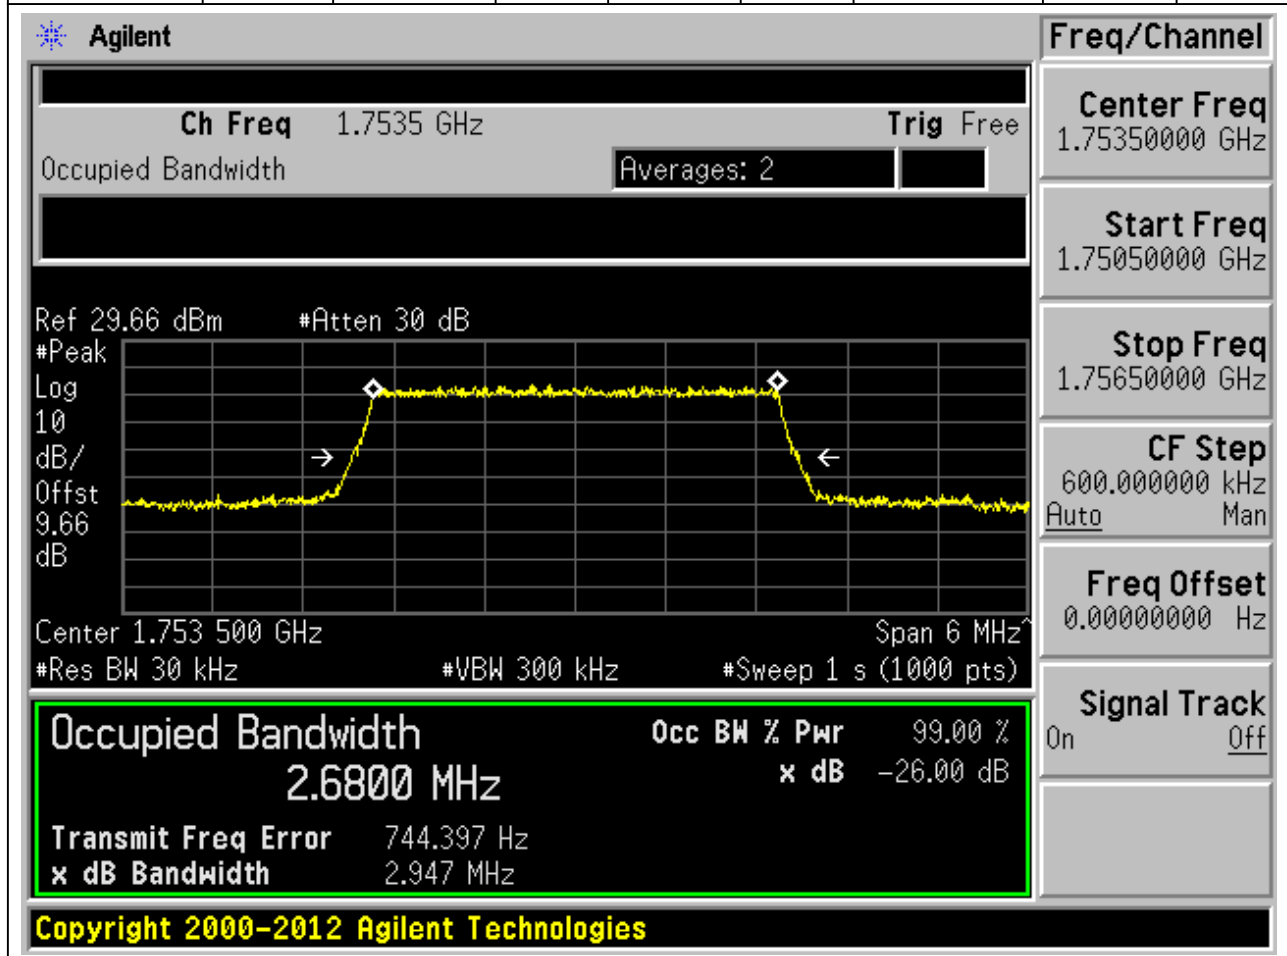 Agilent
Freq/Channel
Ch Freq 1.7535 GHz Trig Free
Occupied Bandwidth Averages: 2
Center Freq
1.75350000 GHz
Start Freq
1.75050000 GHz
Stop Freq
1.75650000 GHz
CF Step
600.000000 kHz
Auto Man
Freq Offset
0.00000000 Hz
Signal Track
On Off
Ref 29.66 dBm #Atten 30 dB
#Peak
Log
10
dB/
Offst
9.66
dB
Center 1.753 500 GHz Span 6 MHz^
#Res BW 30 kHz #VBW 300 kHz #Sweep 1 s (1000 pts)
Occupied Bandwidth Occ BW % Pwr 99.00 %
2.6800 MHz x dB -26.00 dB
Transmit Freq Error 744.397 Hz
x dB Bandwidth 2.947 MHz
Copyright 2000-2012 Agilent Technologies